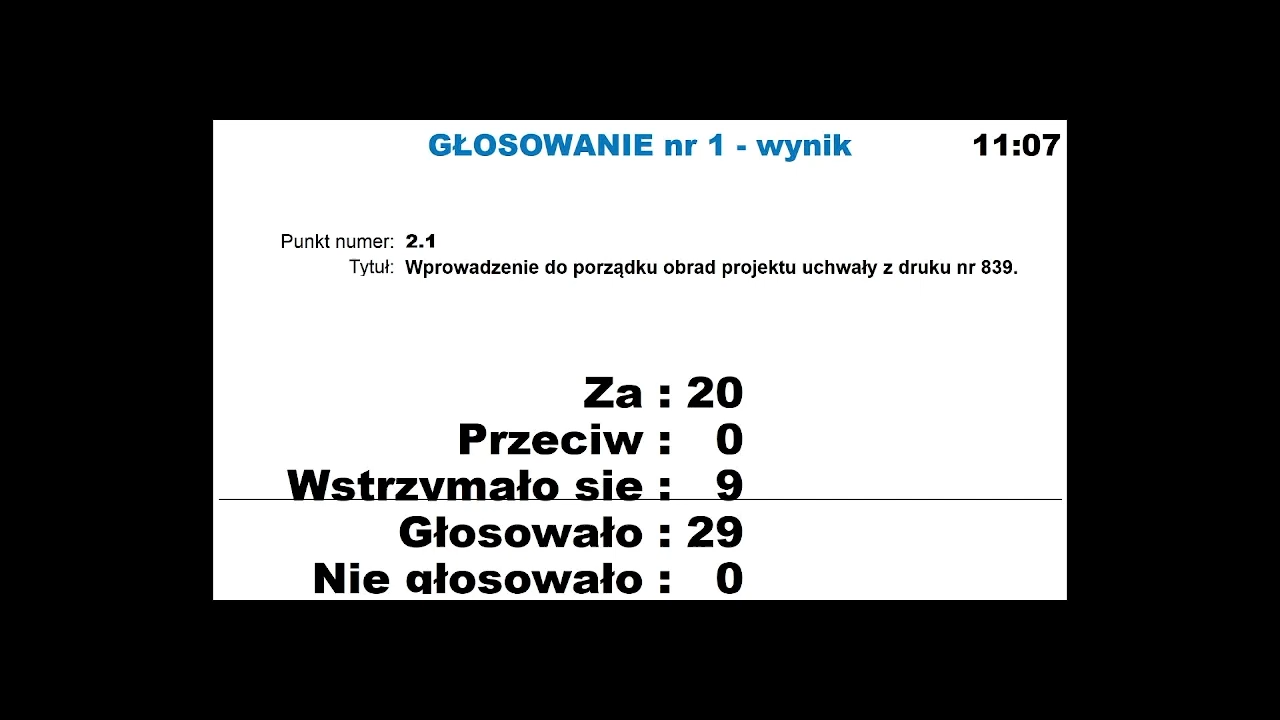 GŁOSOWANIE nr 1 - wynik 11:07
Punkt numer: 2.1
Tytuł: Wprowadzenie do porządku obrad projektu uchwały z druku nr 839.
Za : 20
Przeciw : 0
Wstrzymało się : 9
Głosowało : 29
Nie głosowało : 0